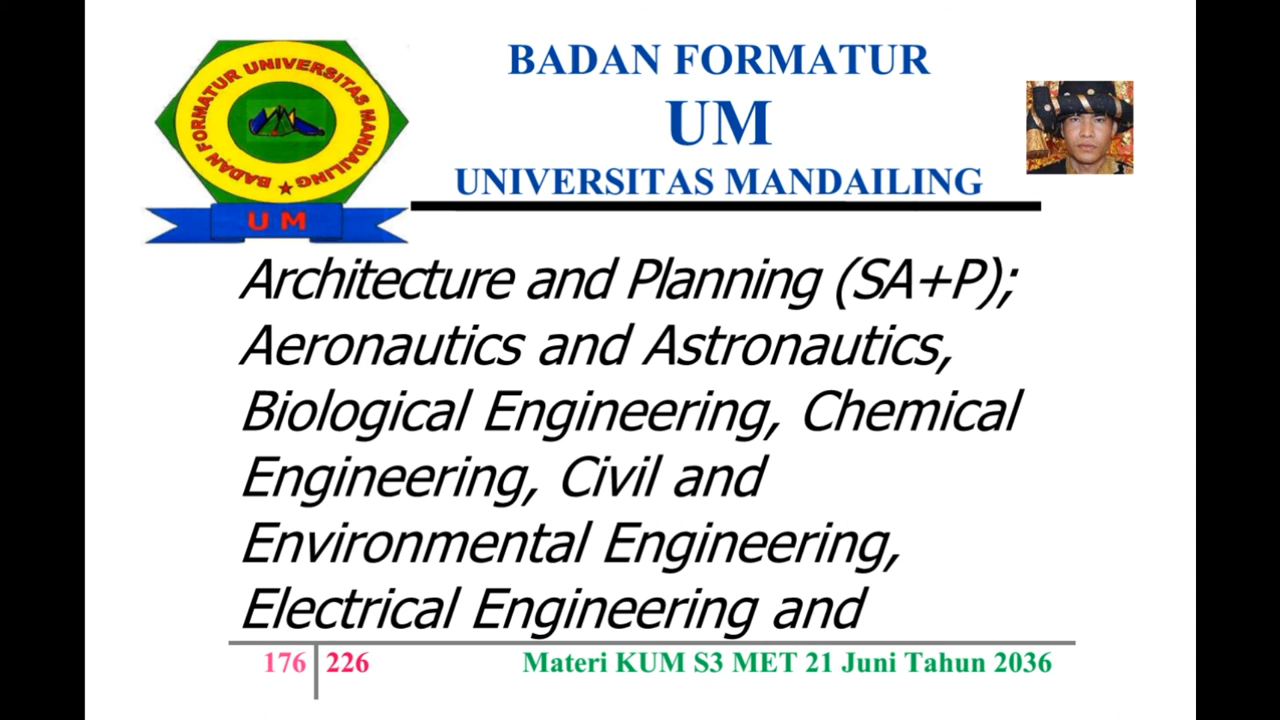 BADAN FORMATUR UNIVERSITAS MANDAILING
UM
BADAN FORMATUR
UM
UNIVERSITAS MANDAILING
Architecture and Planning (SA+P);
Aeronautics and Astronautics,
Biological Engineering, Chemical
Engineering, Civil and
Environmental Engineering,
Electrical Engineering and
176 226 Materi KUM S3 MET 21 Juni Tahun 2036